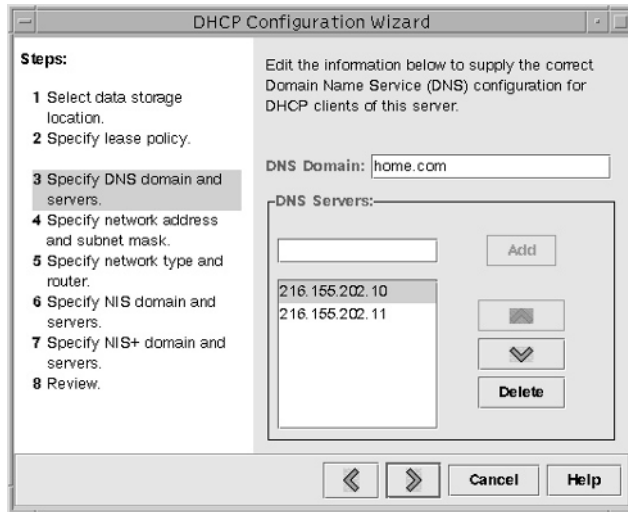 DHCP Configuration Wizard
Steps:
1 Select data storage
location.
2 Specify lease policy.
3 Specify DNS domain and
servers.
4 Specify network address
and subnet mask.
5 Specify network type and
router.
6 Specify NIS domain and
servers.
7 Specify NIS+ domain and
servers.
8 Review.
Edit the information below to supply the correct
Domain Name Service (DNS) configuration for
DHCP clients of this server.
DNS Domain: home.com
DNS Servers:
Add
216.155.202.10
216.155.202.11
Delete
Cancel
Help